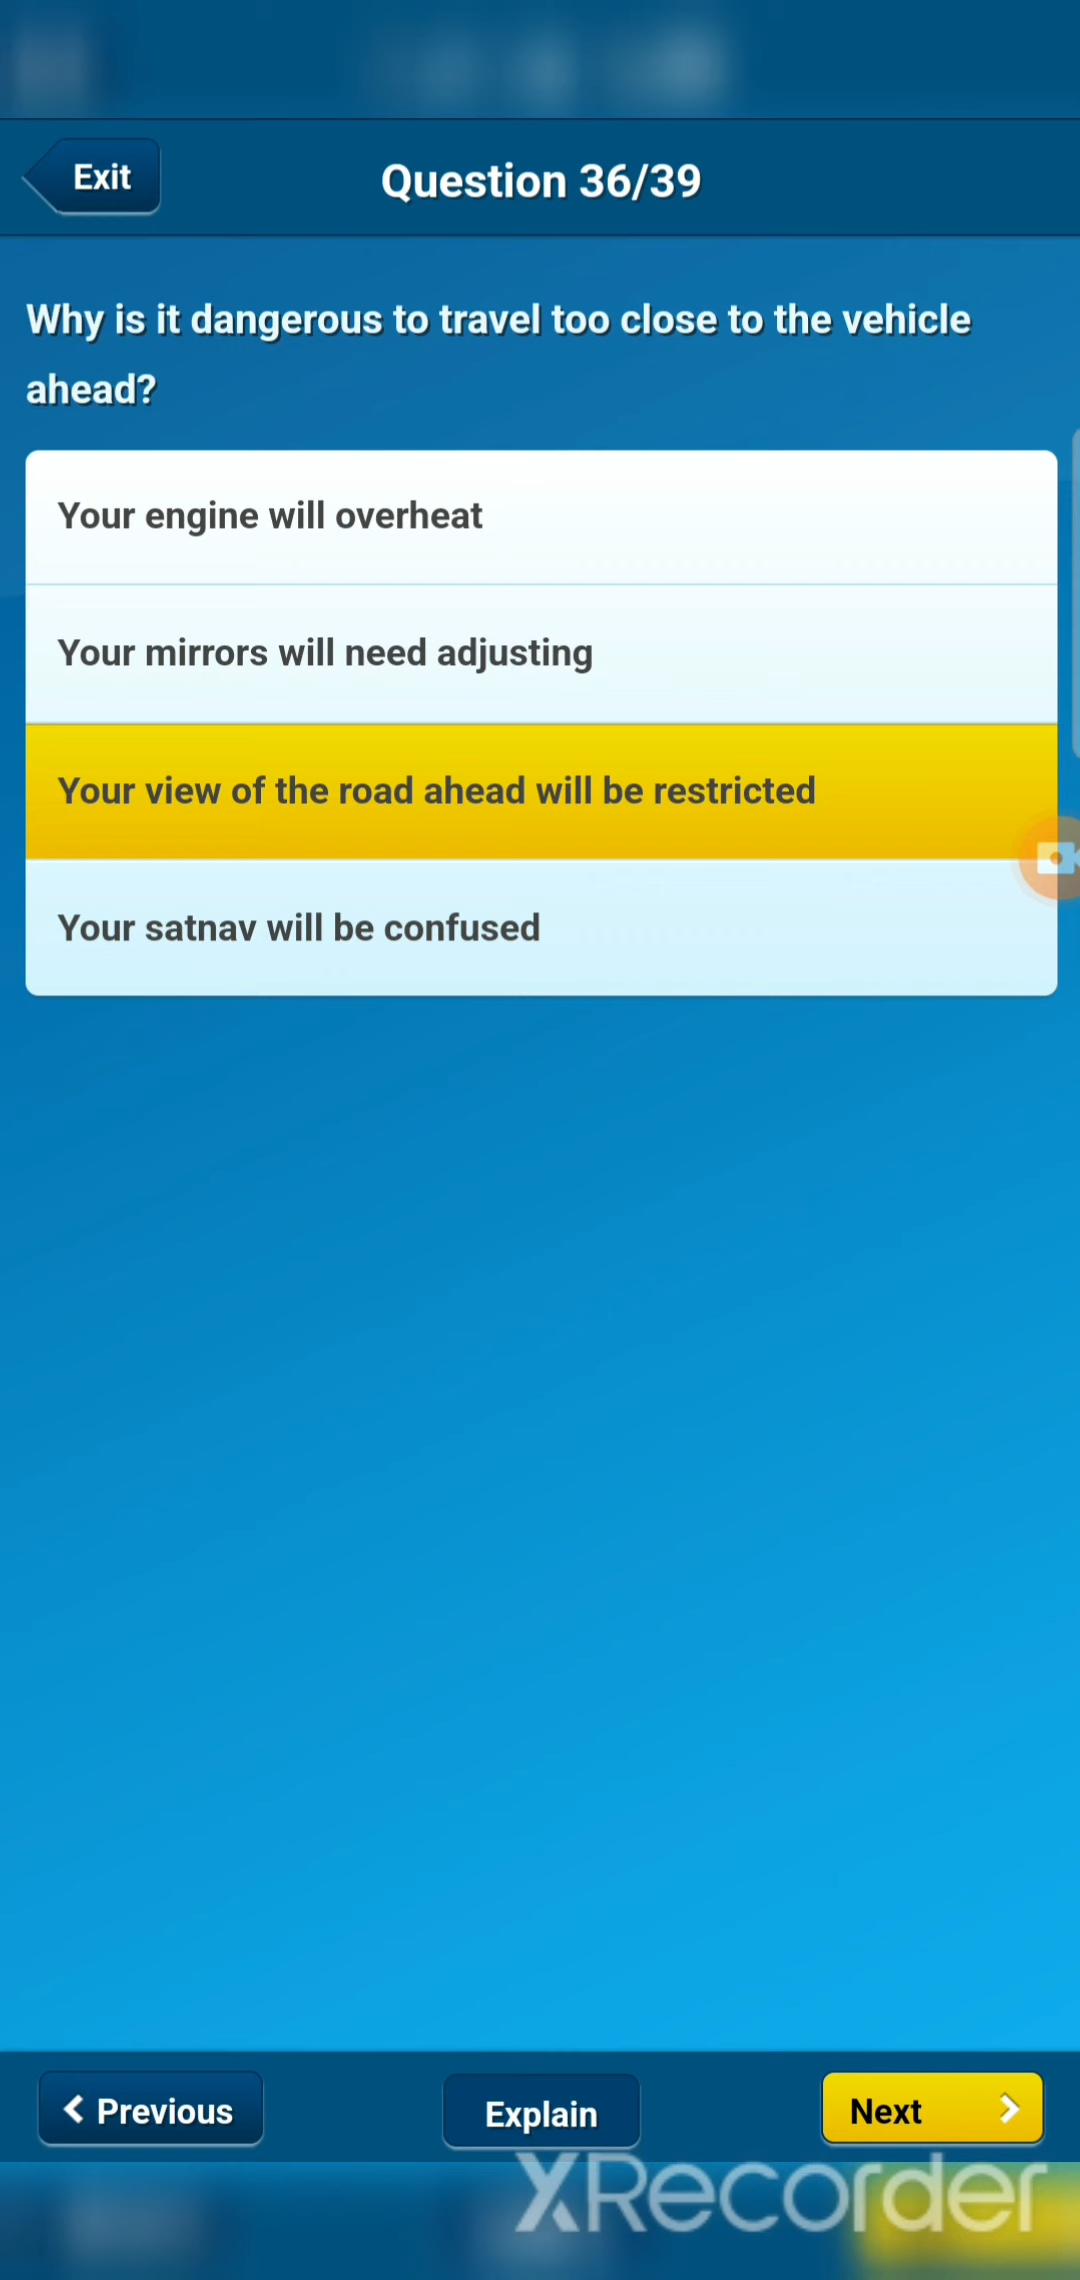 Exit
Question 36/39
Why is it dangerous to travel too close to the vehicle
ahead?
Your engine will overheat
Your mirrors will need adjusting
Your view of the road ahead will be restricted
Your satnav will be confused
Previous
Explain
Next
XRecorder